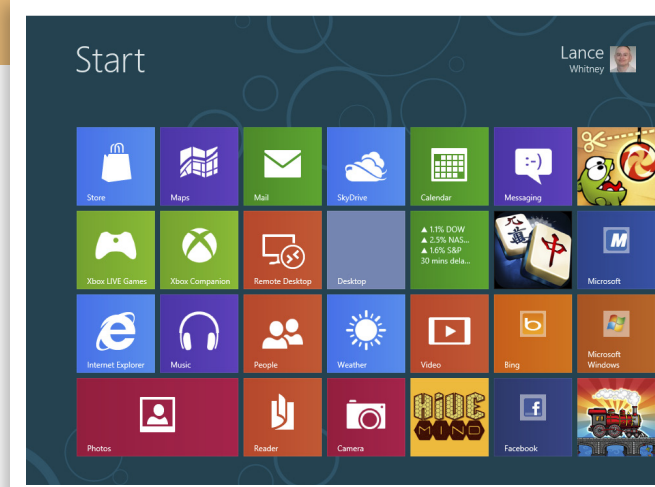 Start
Lance
Whitney
Store
Maps
Mail
SkyDrive
Calendar
:-)
Messaging
Xbox LIVE Games
Xbox Companion
Remote Desktop
Desktop
▲ 1.1% DOW
▲ 2.5% NAS...
▲ 1.6% S&P
30 mins dela...
萬
中
M
Microsoft
Internet Explorer
Music
People
Weather
Video
b
Bing
Microsoft
Windows
Photos
Reader
Camera
HIVE
MIND
f
Facebook